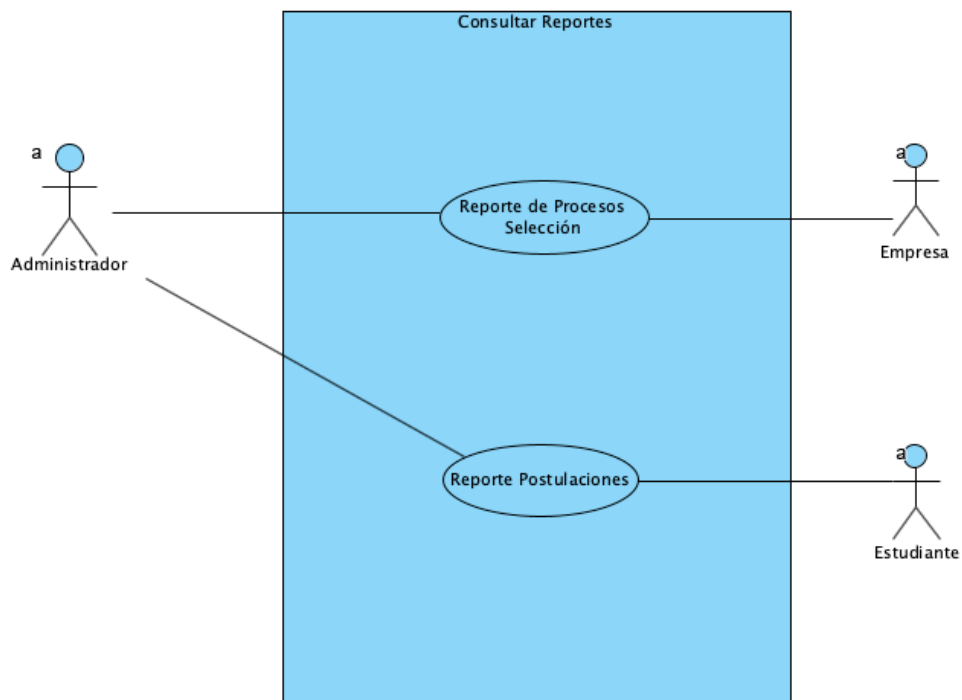 Consultar Reportes
a
a
Reporte de Procesos
Selección
Administrador
Empresa
a
Reporte Postulaciones
Estudiante